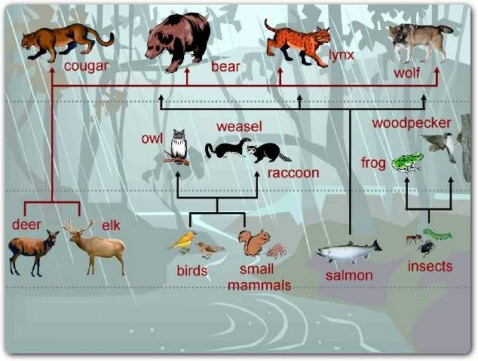 cougar
bear
lynx
wolf
owl
weasel
raccoon
woodpecker
frog
deer
elk
birds
small
mammals
salmon
insects